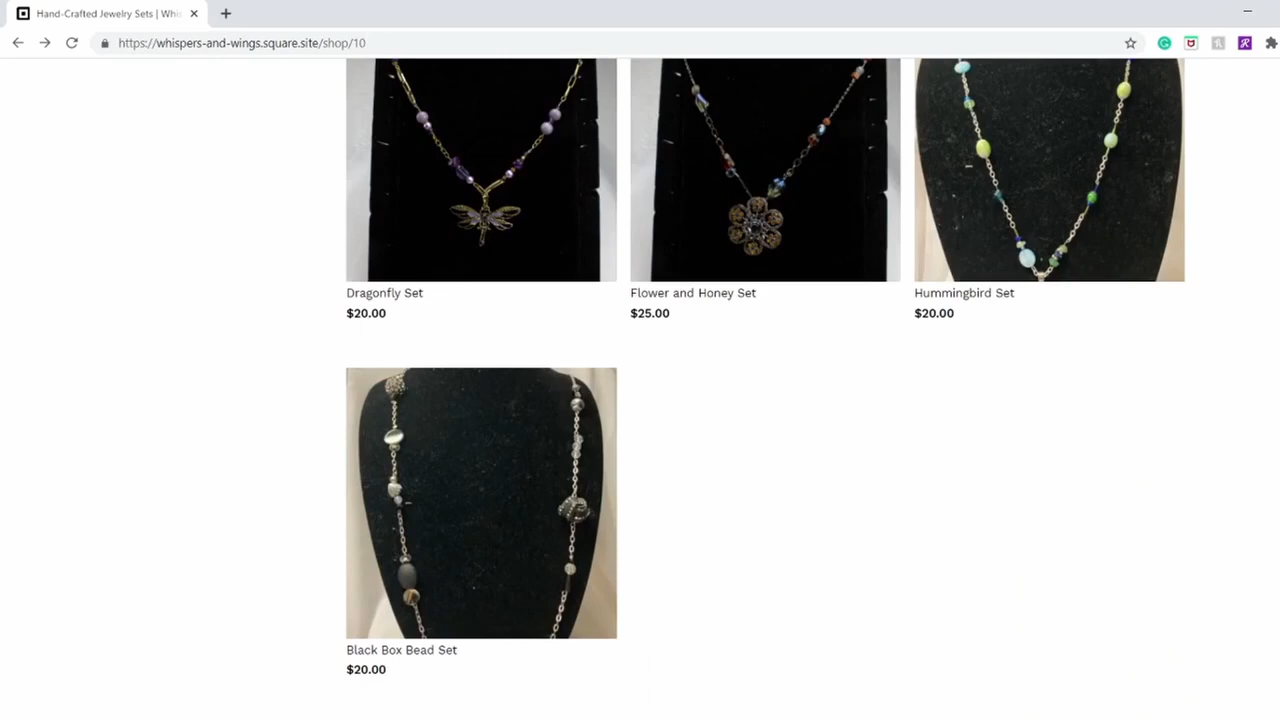 Hand-Crafted Jewelry Sets | Whis
https://whispers-and-wings.square.site/shop/10
Dragonfly Set
$20.00
Flower and Honey Set
$25.00
Hummingbird Set
$20.00
Black Box Bead Set
$20.00